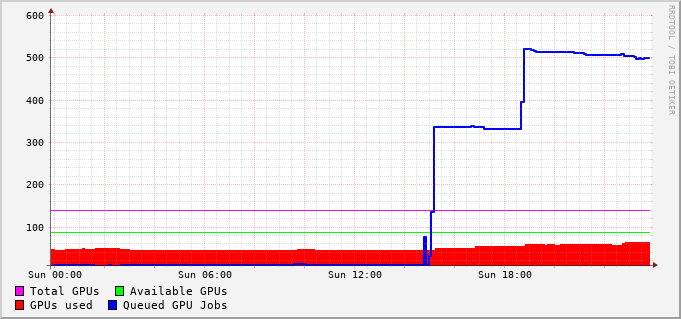 600
500
400
300
200
100
Sun 00:00 Sun 06:00 Sun 12:00 Sun 18:00
Total GPUs Available GPUs
GPUs used Queued GPU Jobs
RRDTOOL / TOBI OETIKER